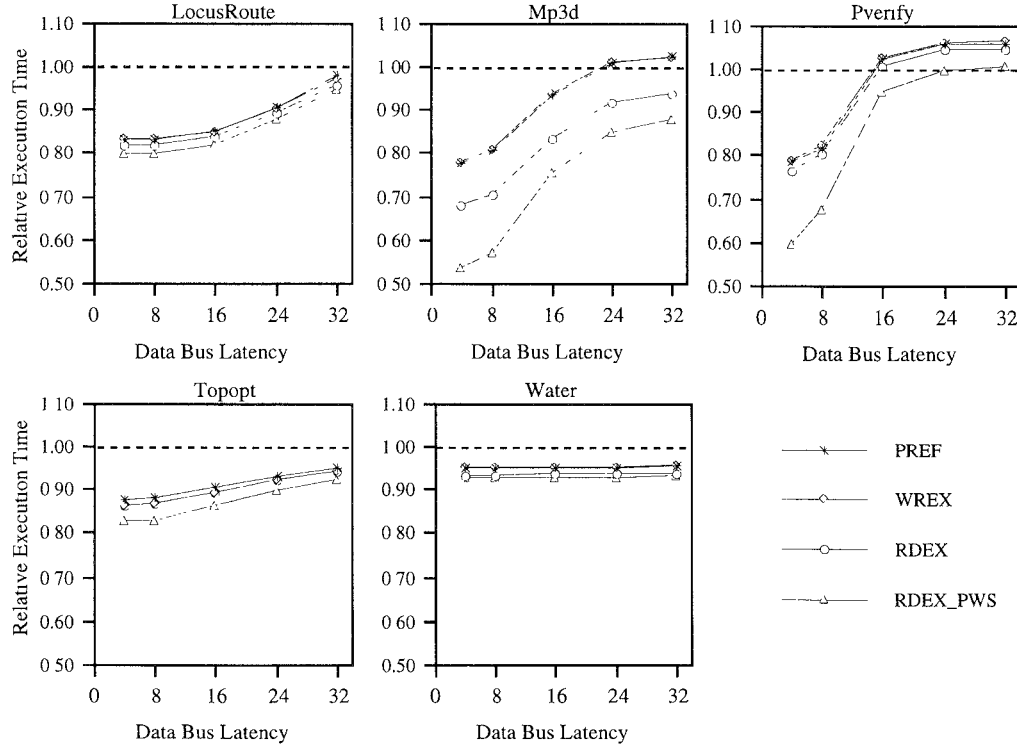 LocusRoute Mp3d Pverify
1.10 1.10 1.10
1.00 1.00 1.00
0.90 0.90 0.90
0.80 0.80 0.80
0.70 0.70 0.70
0.60 0.60 0.60
0.50 0.50 0.50
Relative Execution Time
0 8 16 24 32 0 8 16 24 32 0 8 16 24 32
Data Bus Latency Data Bus Latency Data Bus Latency
Topopt Water
1.10 1.10
1.00 1.00
0.90 0.90
0.80 0.80
0.70 0.70
0.60 0.60
0.50 0.50
Relative Execution Time
0 8 16 24 32 0 8 16 24 32
Data Bus Latency Data Bus Latency
PREF
WREX
RDEX
RDEX_PWS